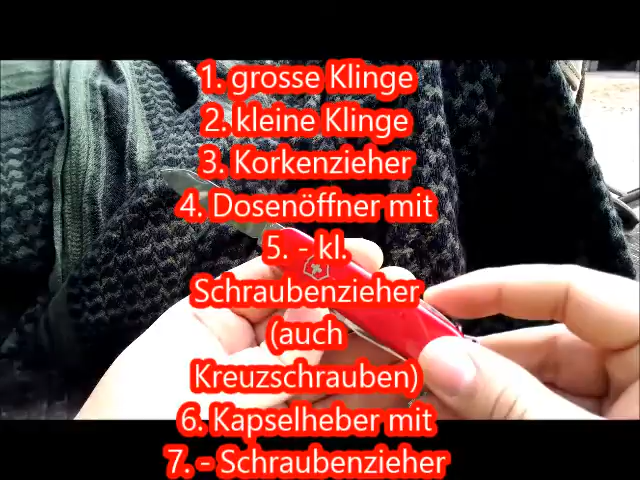 1. grosse Klinge
2. kleine Klinge
3. Korkenzieher
4. Dosenöffner mit
5. - kl.
Schraubenzieher
(auch
Kreuzschrauben)
6. Kapselheber mit
7. - Schraubenzieher